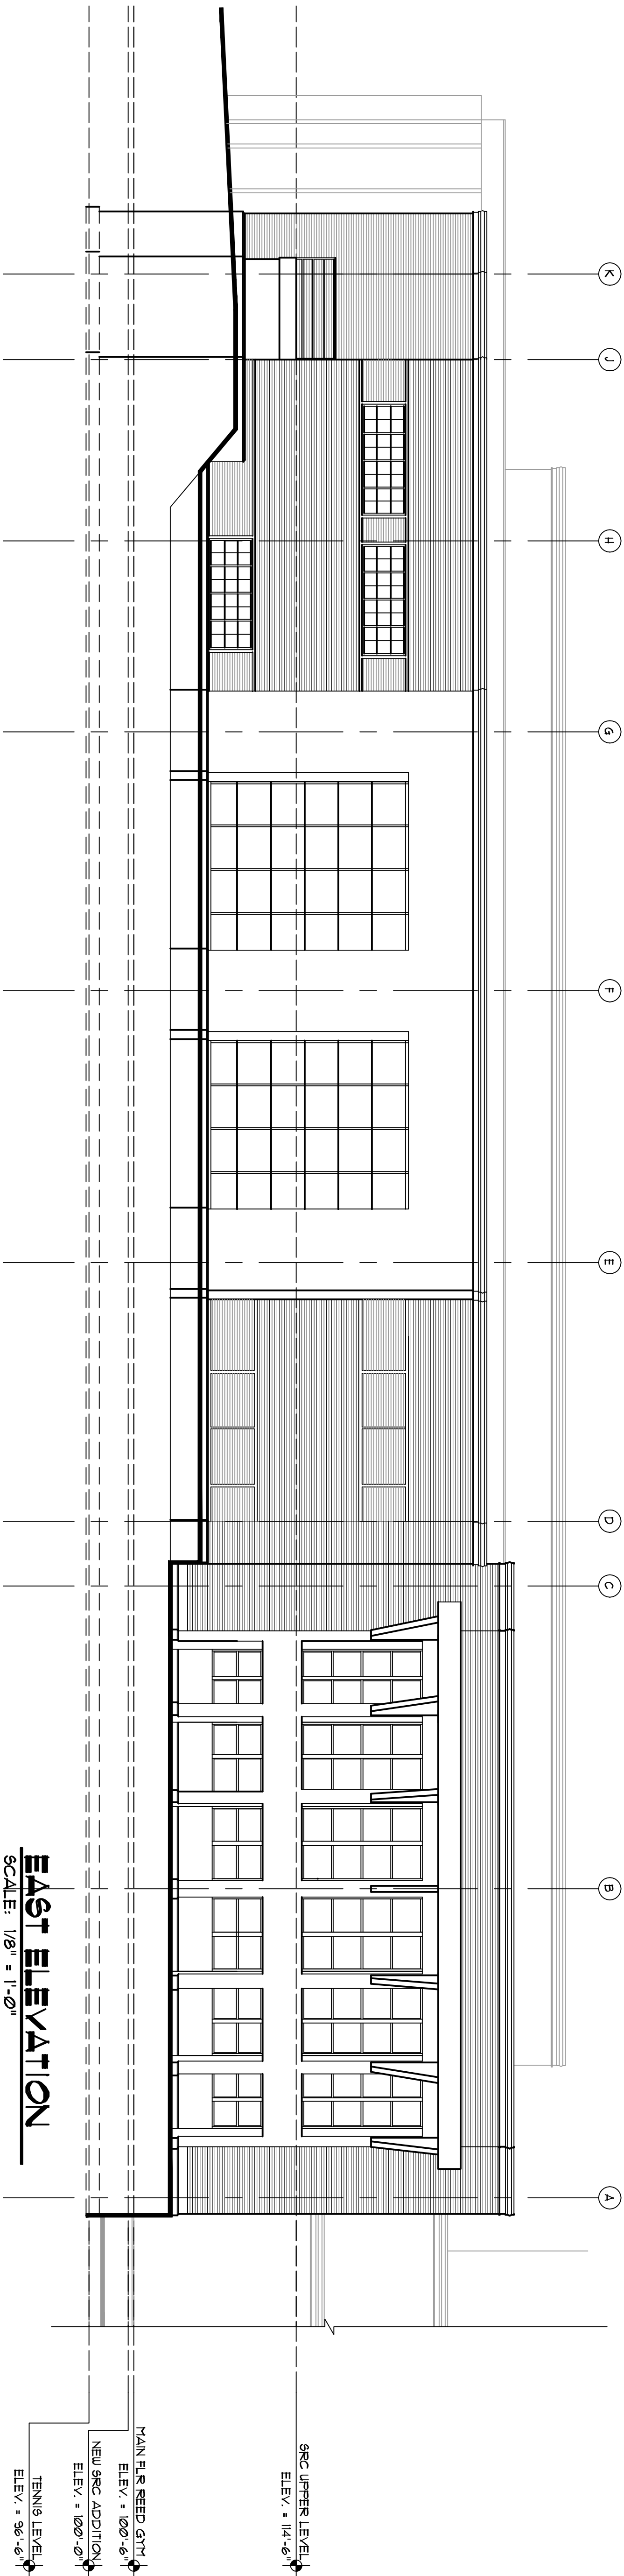 K
J
H
G
F
E
D
C
B
A
SRC UPPER LEVEL
ELEV. = 114'-6"
MAIN FLR REED GYM
ELEV. = 100'-6"
NEW SRC ADDITION
ELEV. = 100'-0"
TENNIS LEVEL
ELEV. = 96'-6"
EAST ELEVATION
SCALE: 1/8" = 1'-0"